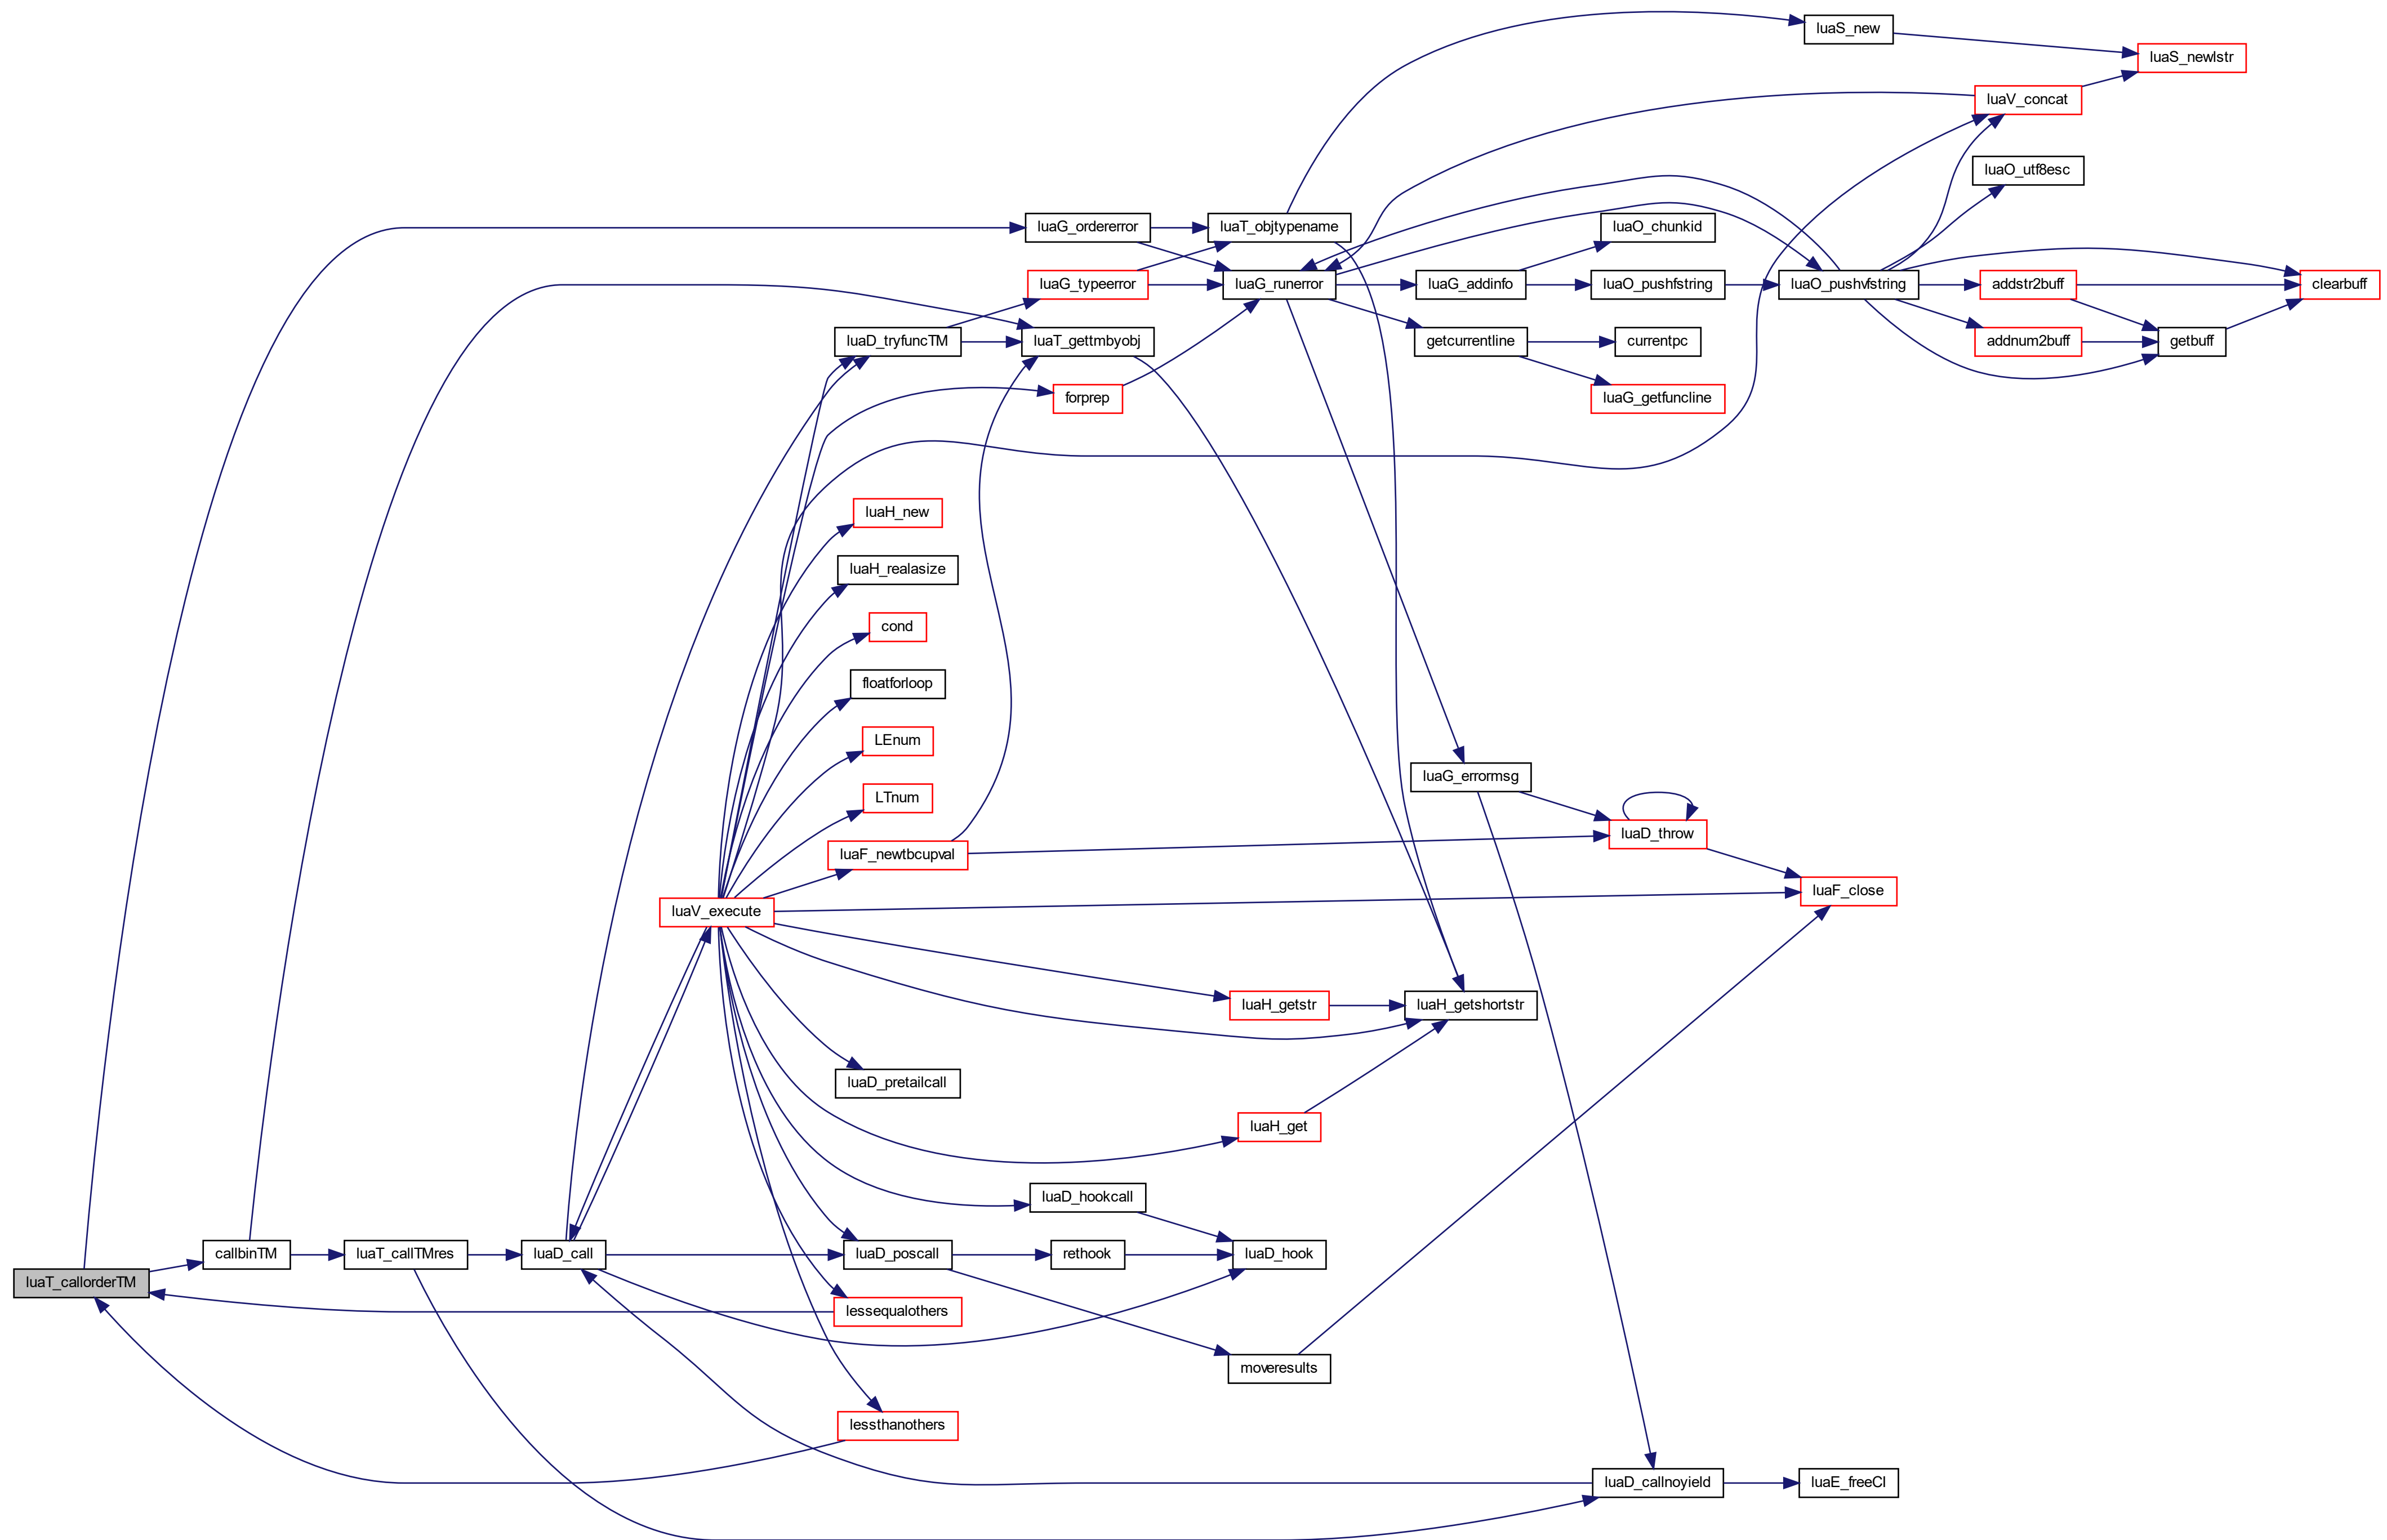 luaS_new
luaS_newlstr
luaV_concat
luaO_utf8esc
luaG_ordererror
luaT_objtypename
luaO_chunkid
luaG_typeerror
luaG_runerror
luaG_addinfo
luaO_pushfstring
luaO_pushvfstring
addstr2buff
clearbuff
luaD_tryfuncTM
luaT_gettmbyobj
getcurrentline
currentpc
addnum2buff
getbuff
forprep
luaG_getfuncline
luaH_new
luaH_realasize
cond
floatforloop
LEnum
luaG_errormsg
LTnum
luaD_throw
luaF_newtbcupval
luaF_close
luaV_execute
luaH_getstr
luaH_getshortstr
luaD_pretailcall
luaH_get
luaD_hookcall
callbinTM
luaT_callTMres
luaD_call
luaD_poscall
rethook
luaD_hook
luaT_callorderTM
lessequalothers
moveresults
lessthanothers
luaD_callnoyield
luaE_freeCI